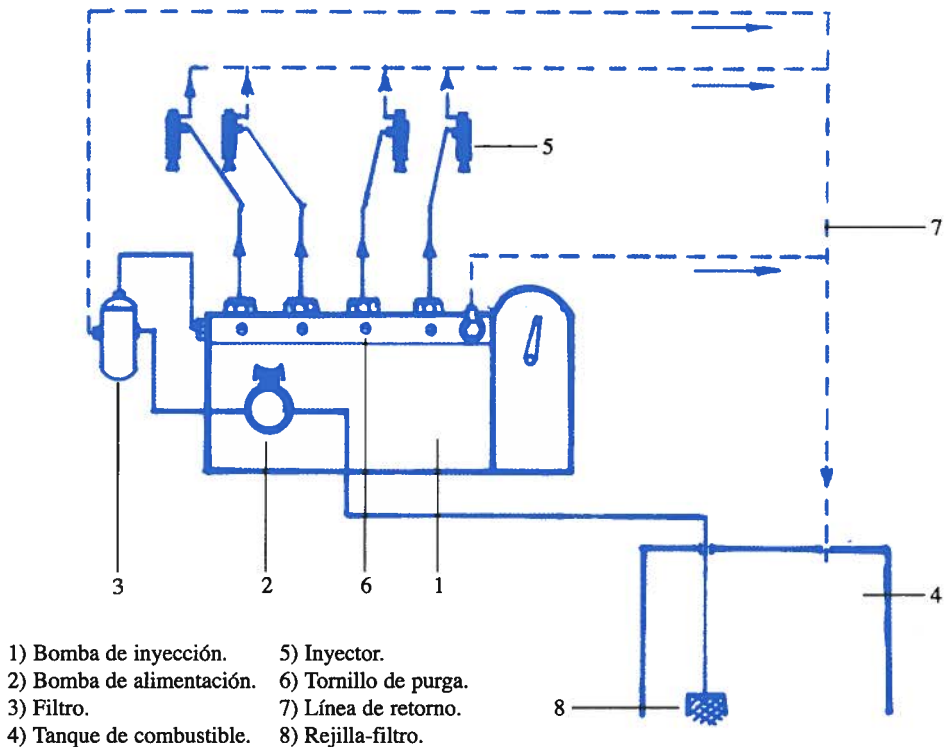 5
7
3
2
6
1
4
8
1) Bomba de inyección.
2) Bomba de alimentación.
3) Filtro.
4) Tanque de combustible.
5) Inyector.
6) Tornillo de purga.
7) Línea de retorno.
8) Rejilla-filtro.